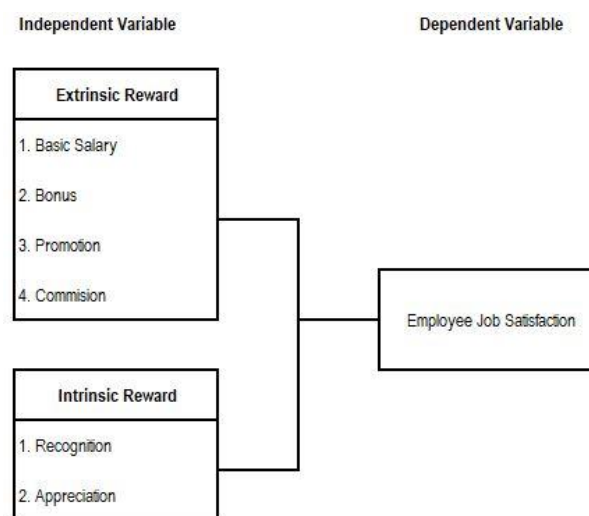 Independent Variable
Dependent Variable
Extrinsic Reward
1. Basic Salary
2. Bonus
3. Promotion
4. Commision
Employee Job Satisfaction
Intrinsic Reward
1. Recognition
2. Appreciation